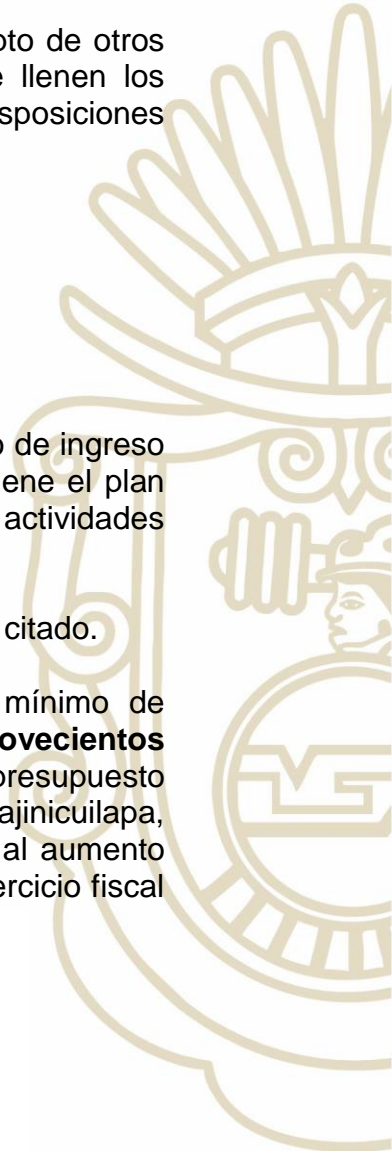 oto de otros
llenen los
isposiciones
de ingreso
ene el plan
actividades
citado.
mínimo de
ovecientos
presupuesto
ajinicuilapa,
al aumento
ercicio fiscal